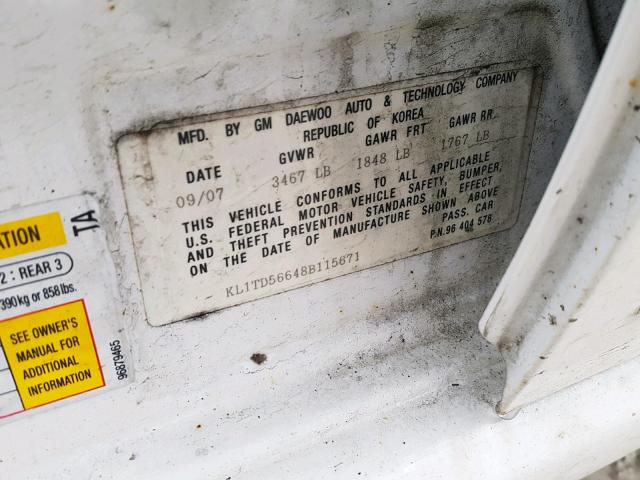 MFD. BY GM DAEWOO AUTO & TECHNOLOGY COMPANY
REPUBLIC OF KOREA
DATE GVWR GAWR FRT GAWR RR.
09/07 3467 LB 1848 LB 1767 LB
THIS VEHICLE CONFORMS TO ALL APPLICABLE
U.S. FEDERAL MOTOR VEHICLE SAFETY, BUMPER,
AND THEFT PREVENTION STANDARDS IN EFFECT
ON THE DATE OF MANUFACTURE SHOWN ABOVE
PASS. CAR
P.N. 96 404 578
KL1TD56648B115671
ATION
TA
2 : REAR 3
390kg or 858 lbs.
SEE OWNER'S
MANUAL FOR
ADDITIONAL
INFORMATION
96879465